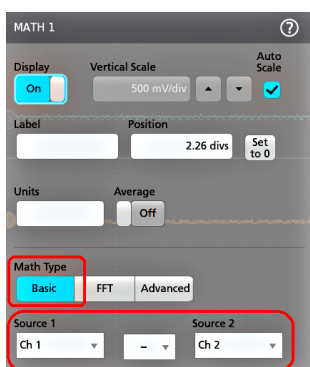 MATH 1
?
Display
Vertical Scale
Auto Scale
On
500 mV/div
Label
Position
2.26 divs
Set to 0
Units
Average
Off
Math Type
Basic
FFT
Advanced
Source 1
Source 2
Ch 1
–
Ch 2